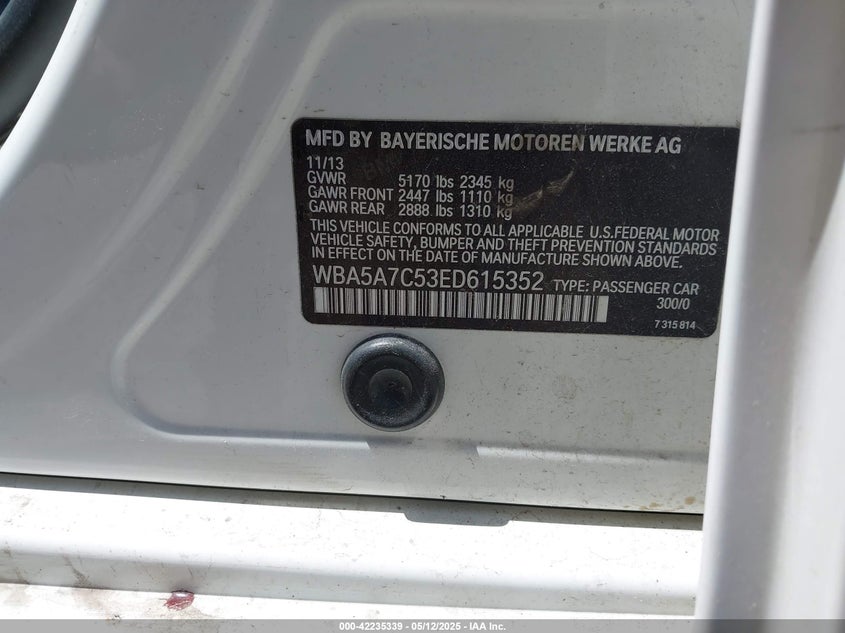 MFD BY BAYERISCHE MOTOREN WERKE AG
11/13
GVWR 5170 lbs 2345 kg
GAWR FRONT 2447 lbs 1110 kg
GAWR REAR 2888 lbs 1310 kg
THIS VEHICLE CONFORMS TO ALL APPLICABLE U.S.FEDERAL MOTOR
VEHICLE SAFETY, BUMPER AND THEFT PREVENTION STANDARDS
IN EFFECT ON THE DATE OF MANUFACTURE SHOWN ABOVE.
WBA5A7C53ED615352 TYPE: PASSENGER CAR
300/0
7 315 814
000-42235339 - 05/12/2025 - IAA Inc.